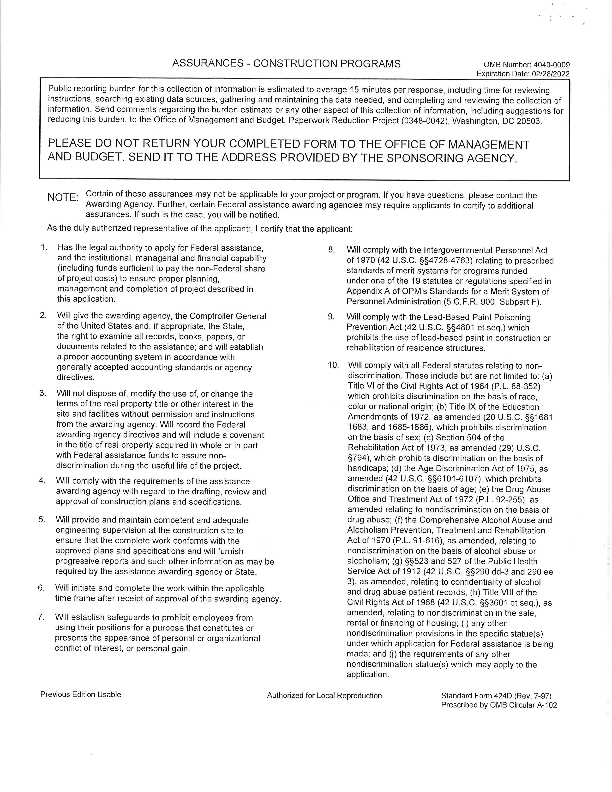 ASSURANCES - CONSTRUCTION PROGRAMS
OMB Number: 4040-0009
Expiration Date: 02/28/2022
Public reporting burden for this collection of information is estimated to average 15 minutes per response, including time for reviewing
instructions, searching existing data sources, gathering and maintaining the data needed, and completing and reviewing the collection of
information. Send comments regarding the burden estimate or any other aspect of this collection of information, including suggestions for
reducing this burden, to the Office of Management and Budget, Paperwork Reduction Project (0348-0042), Washington, DC 20503.
PLEASE DO NOT RETURN YOUR COMPLETED FORM TO THE OFFICE OF MANAGEMENT
AND BUDGET. SEND IT TO THE ADDRESS PROVIDED BY THE SPONSORING AGENCY.
NOTE: Certain of these assurances may not be applicable to your project or program. If you have questions, please contact the
Awarding Agency. Further, certain Federal assistance awarding agencies may require applicants to certify to additional
assurances. If such is the case, you will be notified.
As the duly authorized representative of the applicant:, I certify that the applicant:
1. Has the legal authority to apply for Federal assistance,
and the institutional, managerial and financial capability
(including funds sufficient to pay the non-Federal share
of project costs) to ensure proper planning,
management and completion of project described in
this application.
2. Will give the awarding agency, the Comptroller General
of the United States and, if appropriate, the State,
the right to examine all records, books, papers, or
documents related to the assistance; and will establish
a proper accounting system in accordance with
generally accepted accounting standards or agency
directives.
3. Will not dispose of, modify the use of, or change the
terms of the real property title or other interest in the
site and facilities without permission and instructions
from the awarding agency. Will record the Federal
awarding agency directives and will include a covenant
in the title of real property acquired in whole or in part
with Federal assistance funds to assure non-
discrimination during the useful life of the project.
4. Will comply with the requirements of the assistance
awarding agency with regard to the drafting, review and
approval of construction plans and specifications.
5. Will provide and maintain competent and adequate
engineering supervision at the construction site to
ensure that the complete work conforms with the
approved plans and specifications and will furnish
progressive reports and such other information as may be
required by the assistance awarding agency or State.
6. Will initiate and complete the work within the applicable
time frame after receipt of approval of the awarding agency.
7. Will establish safeguards to prohibit employees from
using their positions for a purpose that constitutes or
presents the appearance of personal or organizational
conflict of interest, or personal gain.
8. Will comply with the Intergovernmental Personnel Act
of 1970 (42 U.S.C. §§4728-4763) relating to prescribed
standards of merit systems for programs funded
under one of the 19 statutes or regulations specified in
Appendix A of OPM's Standards for a Merit System of
Personnel Administration (5 C.F.R. 900, Subpart F).
9. Will comply with the Lead-Based Paint Poisoning
Prevention Act (42 U.S.C. §§4801 et seq.) which
prohibits the use of lead-based paint in construction or
rehabilitation of residence structures.
10. Will comply with all Federal statutes relating to non-
discrimination. These include but are not limited to: (a)
Title VI of the Civil Rights Act of 1964 (P.L. 88-352)
which prohibits discrimination on the basis of race,
color or national origin; (b) Title IX of the Education
Amendments of 1972, as amended (20 U.S.C. §§1681
1683, and 1685-1686), which prohibits discrimination
on the basis of sex; (c) Section 504 of the
Rehabilitation Act of 1973, as amended (29) U.S.C.
§794), which prohibits discrimination on the basis of
handicaps; (d) the Age Discrimination Act of 1975, as
amended (42 U.S.C. §§6101-6107), which prohibits
discrimination on the basis of age; (e) the Drug Abuse
Office and Treatment Act of 1972 (P.L. 92-255), as
amended relating to nondiscrimination on the basis of
drug abuse; (f) the Comprehensive Alcohol Abuse and
Alcoholism Prevention, Treatment and Rehabilitation
Act of 1970 (P.L. 91-616), as amended, relating to
nondiscrimination on the basis of alcohol abuse or
alcoholism; (g) §§523 and 527 of the Public Health
Service Act of 1912 (42 U.S.C. §§290 dd-3 and 290 ee
3), as amended, relating to confidentiality of alcohol
and drug abuse patient records; (h) Title VIII of the
Civil Rights Act of 1968 (42 U.S.C. §§3601 et seq.), as
amended, relating to nondiscrimination in the sale,
rental or financing of housing; (i) any other
nondiscrimination provisions in the specific statue(s)
under which application for Federal assistance is being
made; and (j) the requirements of any other
nondiscrimination statue(s) which may apply to the
application.
Previous Edition Usable
Authorized for Local Reproduction
Standard Form 424D (Rev. 7-97)
Prescribed by OMB Circular A-102